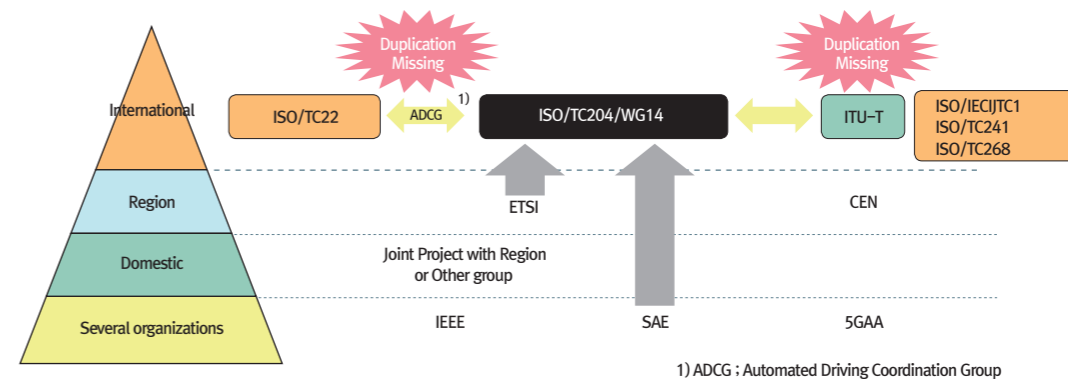 Duplication
Missing
Duplication
Missing
International
ISO/TC22
ADCG
1)
ISO/TC204/WG14
ITU-T
ISO/IECIJTC1
ISO/TC241
ISO/TC268
Region
ETSI
CEN
Domestic
Joint Project with Region
or Other group
Several organizations
IEEE
SAE
5GAA
1) ADCG ; Automated Driving Coordination Group